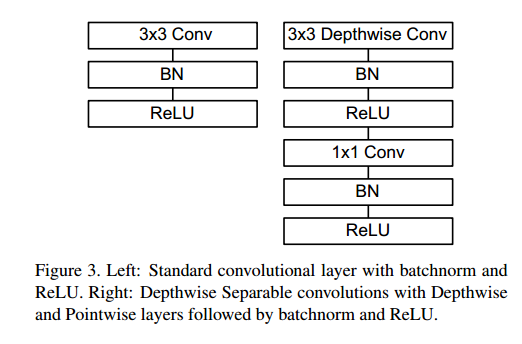 3x3 Conv
BN
ReLU
3x3 Depthwise Conv
BN
ReLU
1x1 Conv
BN
ReLU
Figure 3. Left: Standard convolutional layer with batchnorm and
ReLU. Right: Depthwise Separable convolutions with Depthwise
and Pointwise layers followed by batchnorm and ReLU.